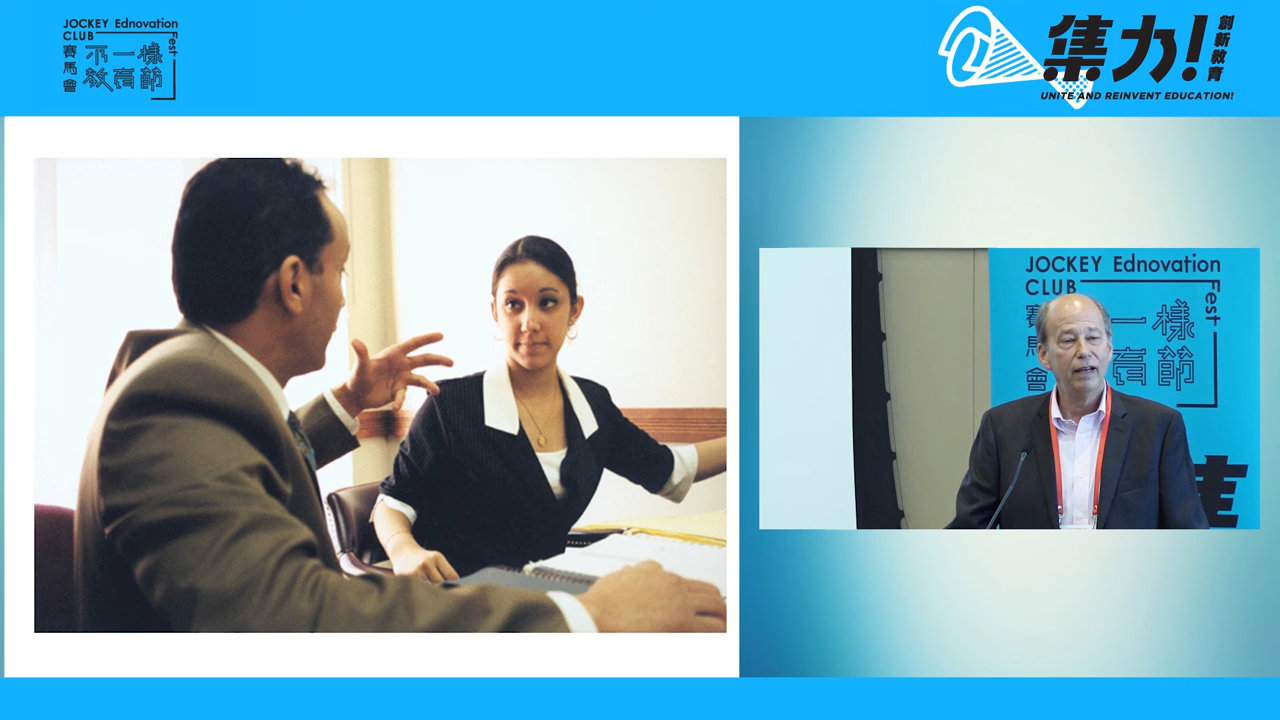 JOCKEY Ednovation
CLUB Fest
賽馬會 不一樣
教育節
集力!
創新教育
UNITE AND REINVENT EDUCATION!
JOCKEY Ednovation
CLUB Fest
賽馬會 一樣
育節